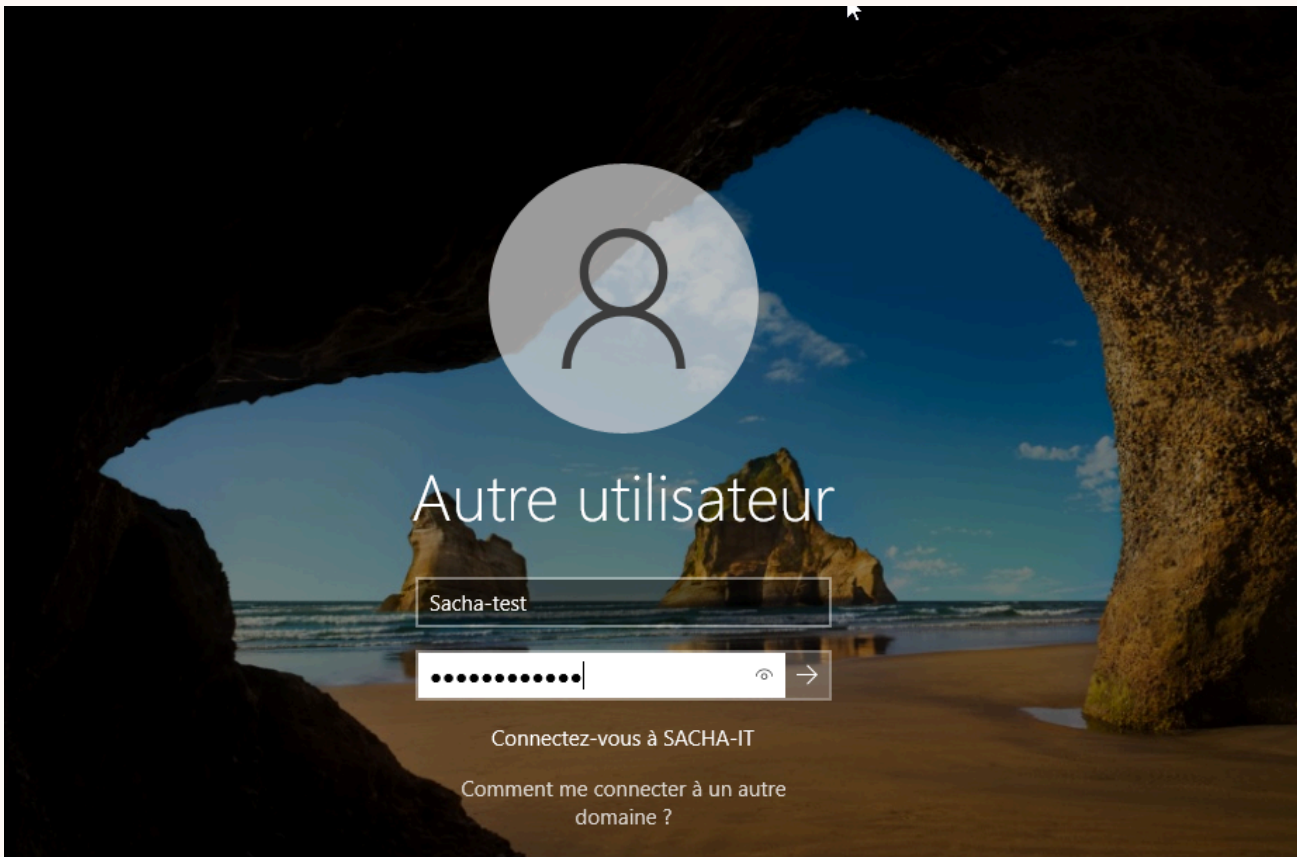 Autre utilisateur
Sacha-test
••••••••••••
Connectez-vous à SACHA-IT
Comment me connecter à un autre
domaine ?